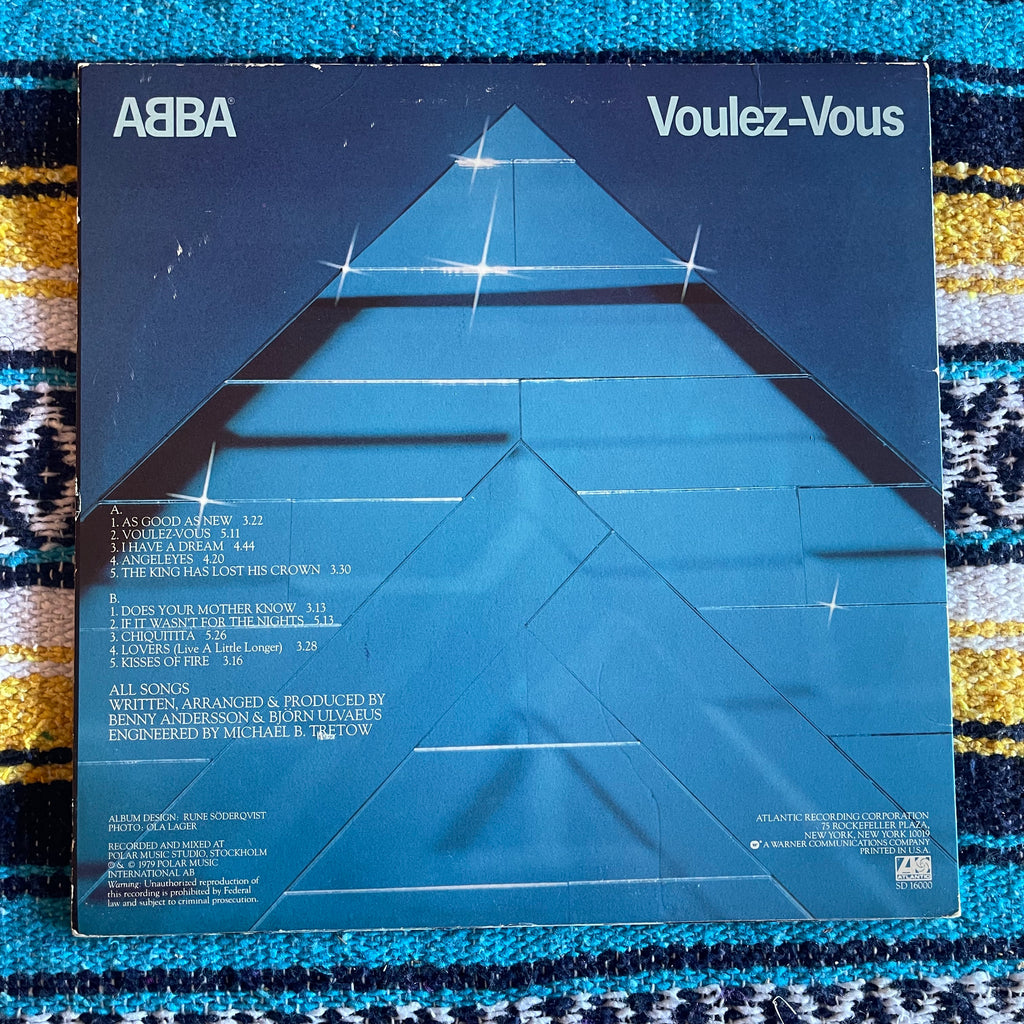 ABBA®
Voulez-Vous
A.
1. AS GOOD AS NEW 3.22
2. VOULEZ-VOUS 5.11
3. I HAVE A DREAM 4.44
4. ANGELEYES 4.20
5. THE KING HAS LOST HIS CROWN 3.30
B.
1. DOES YOUR MOTHER KNOW 3.13
2. IF IT WASN'T FOR THE NIGHTS 5.13
3. CHIQUITITA 5.26
4. LOVERS (Live A Little Longer) 3.28
5. KISSES OF FIRE 3.16
ALL SONGS
WRITTEN, ARRANGED & PRODUCED BY
BENNY ANDERSSON & BJÖRN ULVAEUS
ENGINEERED BY MICHAEL B. TRETOW
ALBUM DESIGN: RUNE SÖDERQVIST
PHOTO: OLA LAGER
RECORDED AND MIXED AT
POLAR MUSIC STUDIO, STOCKHOLM
℗ & © 1979 POLAR MUSIC
INTERNATIONAL AB
Warning: Unauthorized reproduction of
this recording is prohibited by Federal
law and subject to criminal prosecution.
ATLANTIC RECORDING CORPORATION
75 ROCKEFELLER PLAZA,
NEW YORK, NEW YORK 10019
A WARNER COMMUNICATIONS COMPANY
PRINTED IN U.S.A.
ATLANTIC
SD 16000